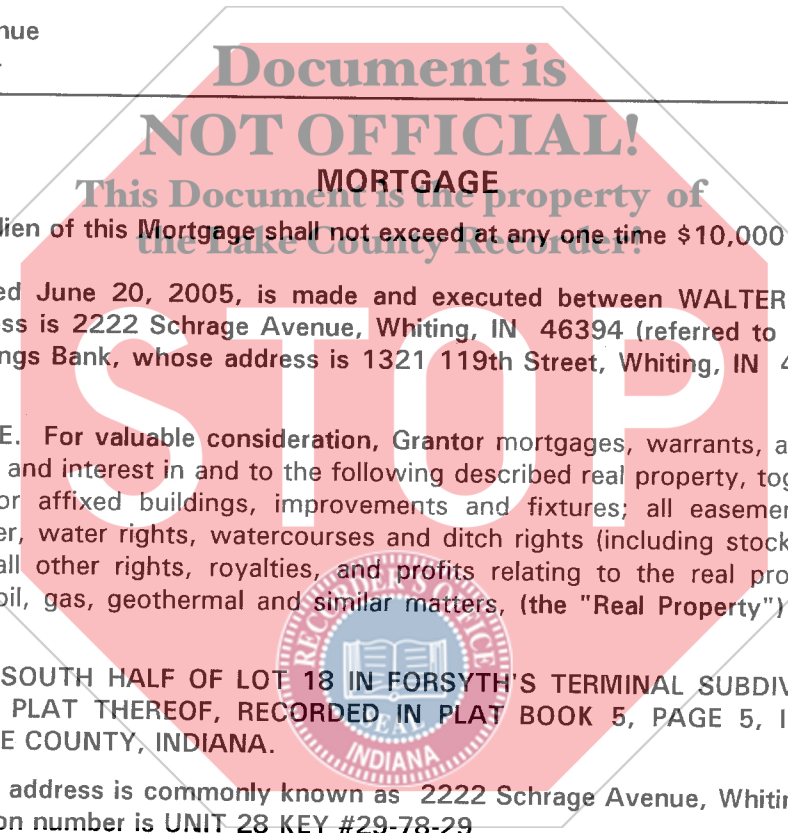 nue
Document is
NOT OFFICIAL!
MORTGAGE
This Document is the property of
lien of this Mortgage shall not exceed at any one time $10,000
the Lake County Recorder!
ed June 20, 2005, is made and executed between WALTER
ss is 2222 Schrage Avenue, Whiting, IN 46394 (referred to
ngs Bank, whose address is 1321 119th Street, Whiting, IN 4
STOP
E. For valuable consideration, Grantor mortgages, warrants, a
and interest in and to the following described real property, tog
or affixed buildings, improvements and fixtures; all easemen
er, water rights, watercourses and ditch rights (including stock
all other rights, royalties, and profits relating to the real pro
oil, gas, geothermal and similar matters, (the "Real Property")
RECORDER'S OFFICE
SEAL
INDIANA
SOUTH HALF OF LOT 18 IN FORSYTH'S TERMINAL SUBDIV
PLAT THEREOF, RECORDED IN PLAT BOOK 5, PAGE 5, I
E COUNTY, INDIANA.
address is commonly known as 2222 Schrage Avenue, Whitin
on number is UNIT 28 KEY #29-78-29